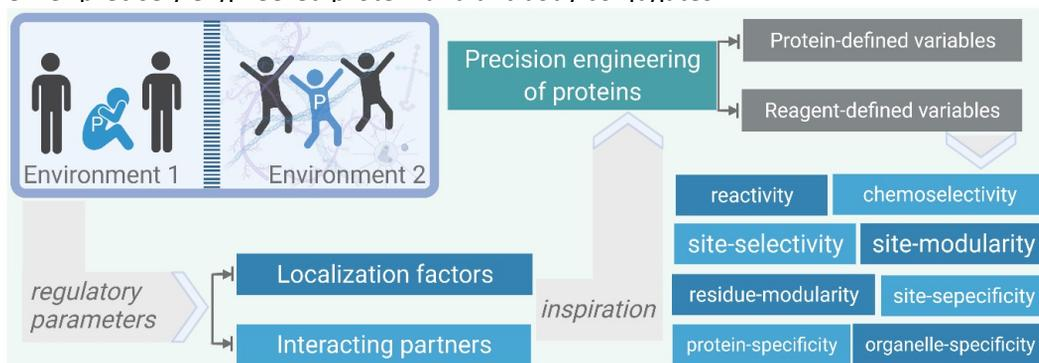 P
P
Environment 1
Environment 2
Precision engineering
of proteins
Protein-defined variables
Reagent-defined variables
regulatory
parameters
Localization factors
Interacting partners
inspiration
reactivity
chemoselectivity
site-selectivity
site-modularity
residue-modularity
site-sepecificity
protein-specificity
organelle-specificity